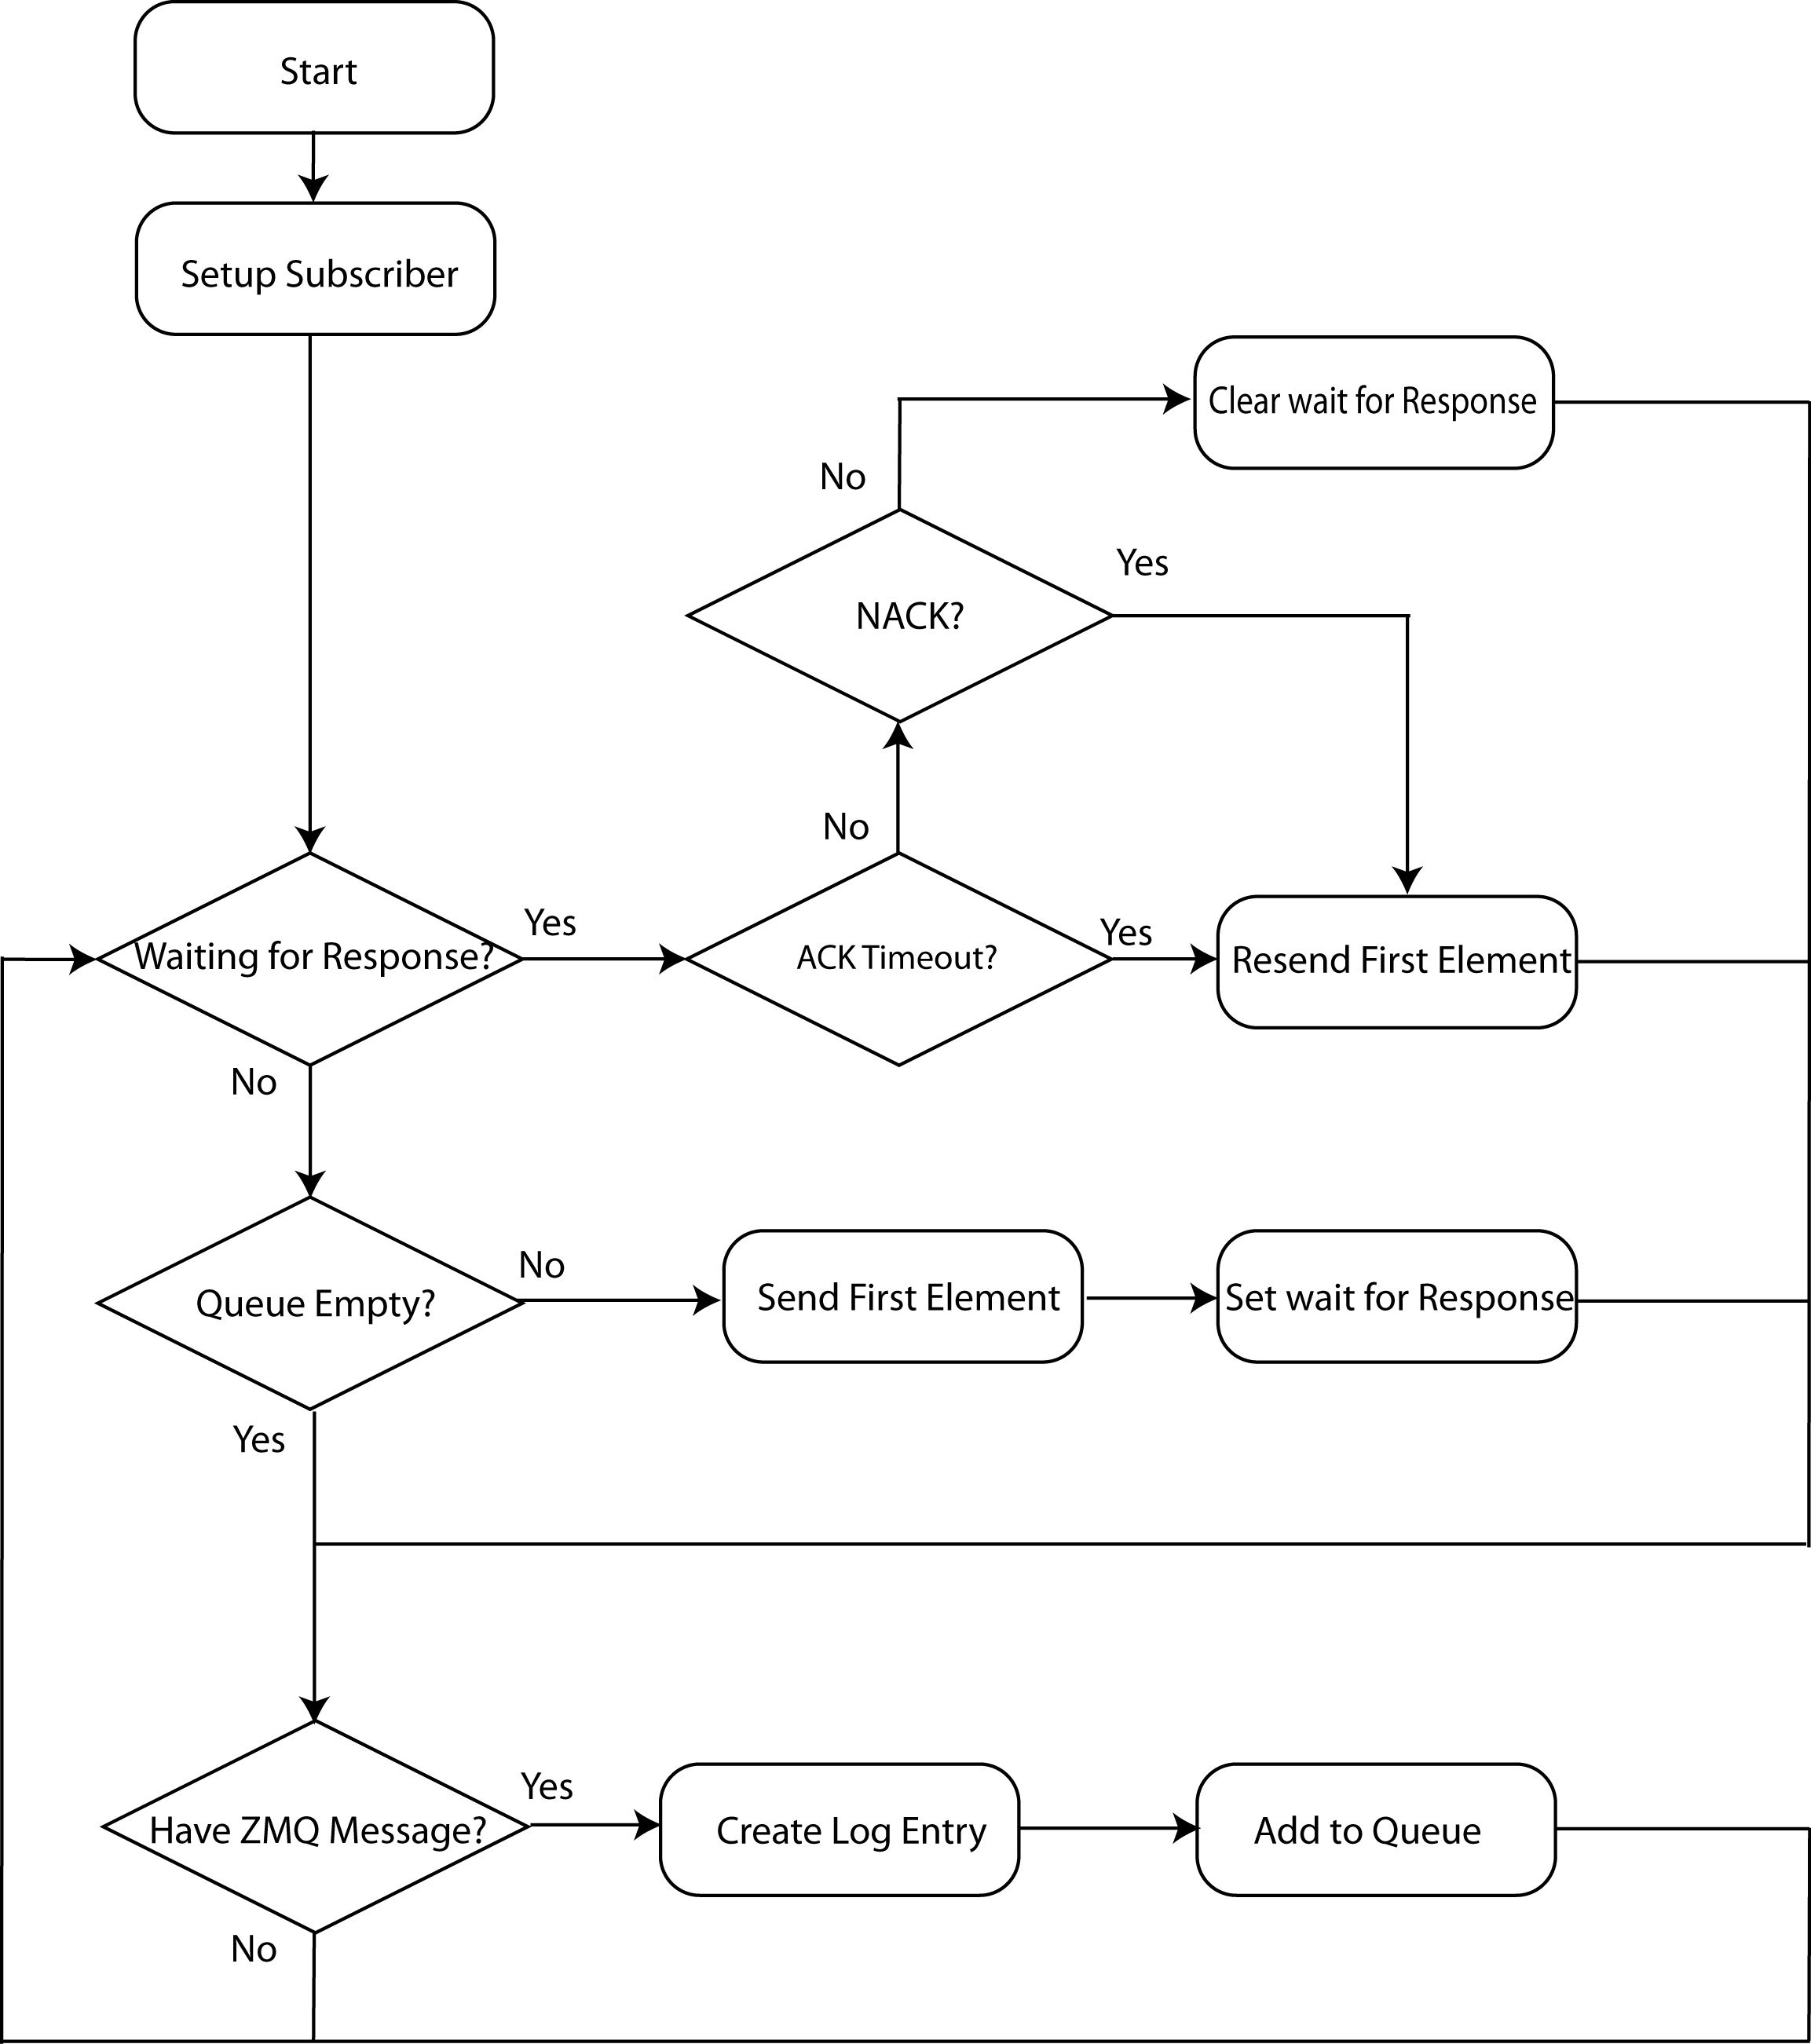 Start
Setup Subscriber
Clear wait for Response
No
Yes
NACK?
No
Yes
Yes
Waiting for Response?
ACK Timeout?
Resend First Element
No
No
Queue Empty?
Send First Element
Set wait for Response
Yes
Yes
Have ZMQ Message?
Create Log Entry
Add to Queue
No